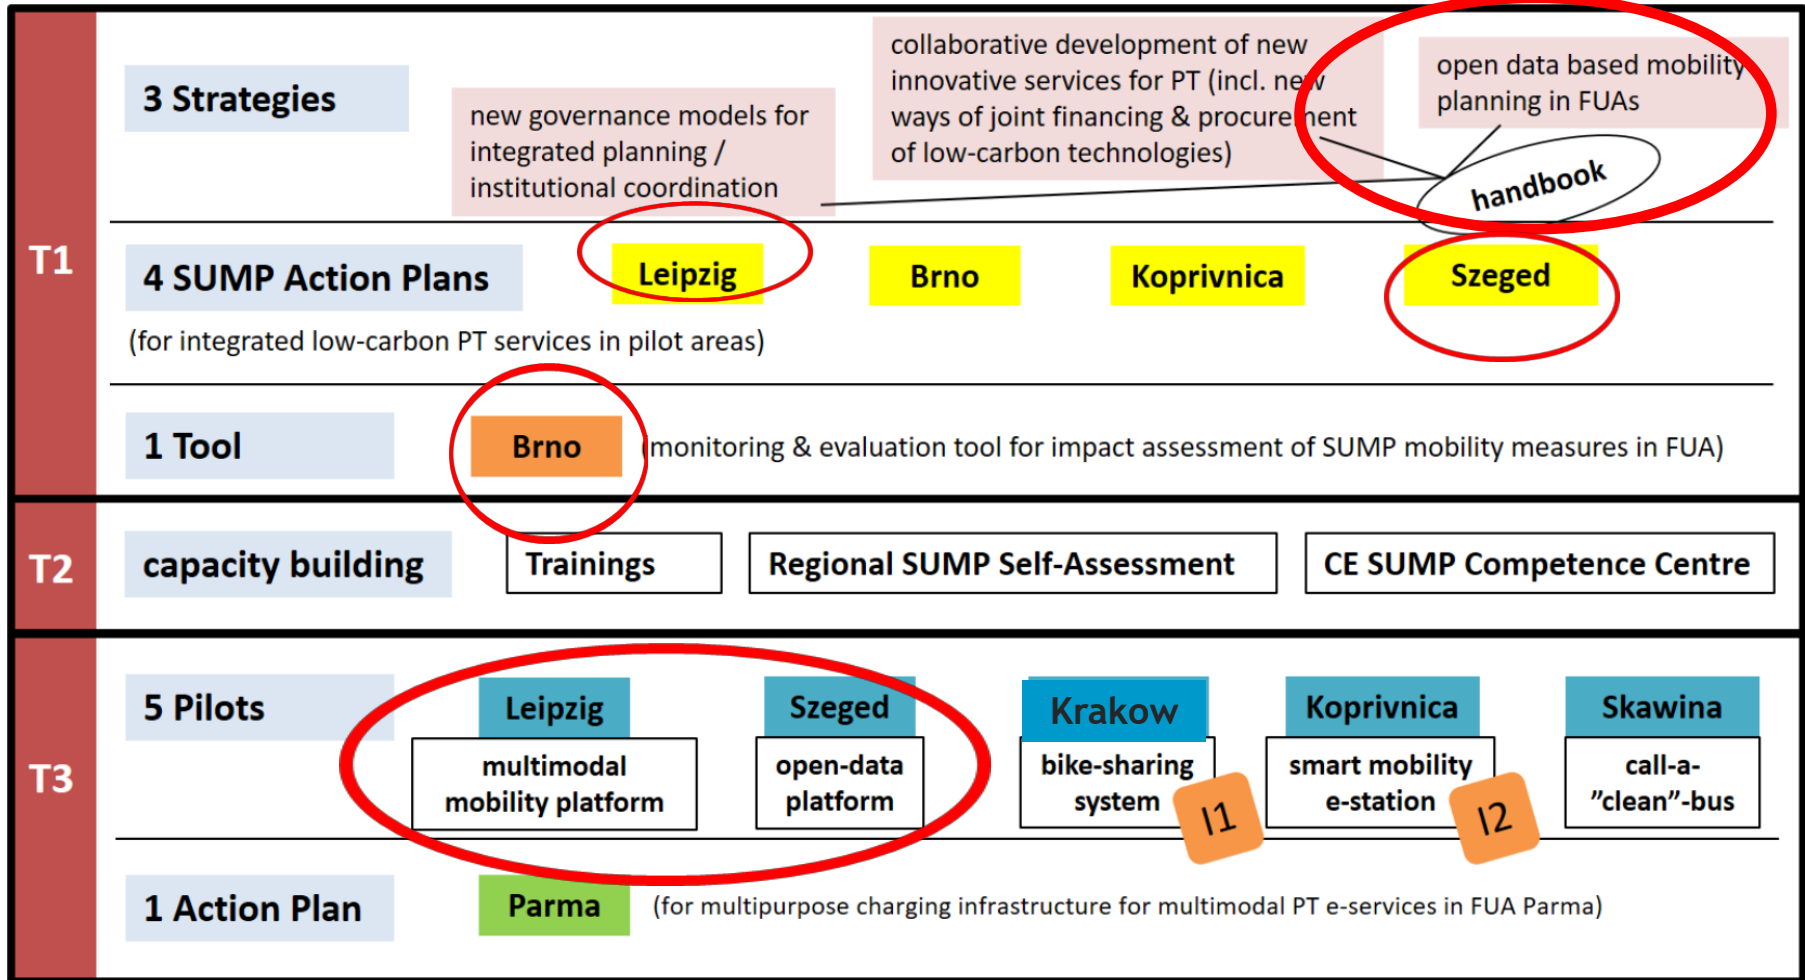 T1
3 Strategies
new governance models for
integrated planning /
institutional coordination
collaborative development of new
innovative services for PT (incl. new
ways of joint financing & procurement
of low-carbon technologies)
open data based mobility
planning in FUAs
handbook
4 SUMP Action Plans
Leipzig
Brno
Koprivnica
Szeged
(for integrated low-carbon PT services in pilot areas)
1 Tool
Brno
(monitoring & evaluation tool for impact assessment of SUMP mobility measures in FUA)
T2
capacity building
Trainings
Regional SUMP Self-Assessment
CE SUMP Competence Centre
T3
5 Pilots
Leipzig
multimodal
mobility platform
Szeged
open-data
platform
Krakow
bike-sharing
system
I1
Koprivnica
smart mobility
e-station
I2
Skawina
call-a-
”clean”-bus
1 Action Plan
Parma
(for multipurpose charging infrastructure for multimodal PT e-services in FUA Parma)